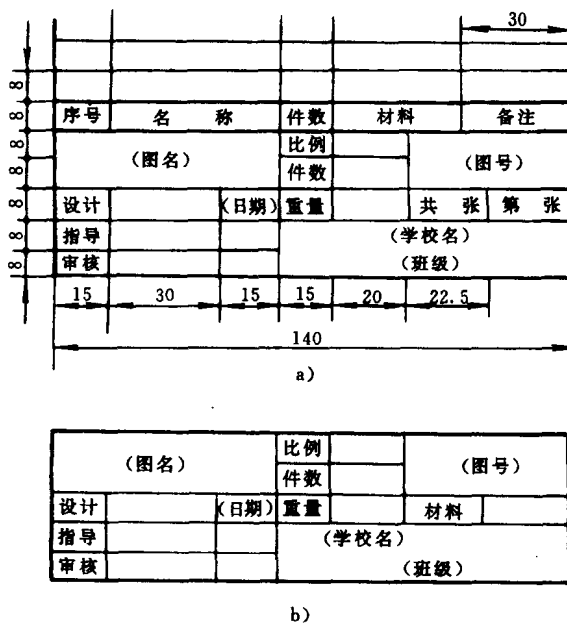 30
8
序号 名 称 件数 材料 备注
8
(图名) 比例 (图号)
8
件数
8
设计 (日期) 重量 共 张 第 张
8
指导 (学校名)
8
审核 (班级)
8
15 30 15 15 20 22.5
140
a)
(图名) 比例 (图号)
件数
设计 (日期) 重量 材料
指导 (学校名)
审核 (班级)
b)